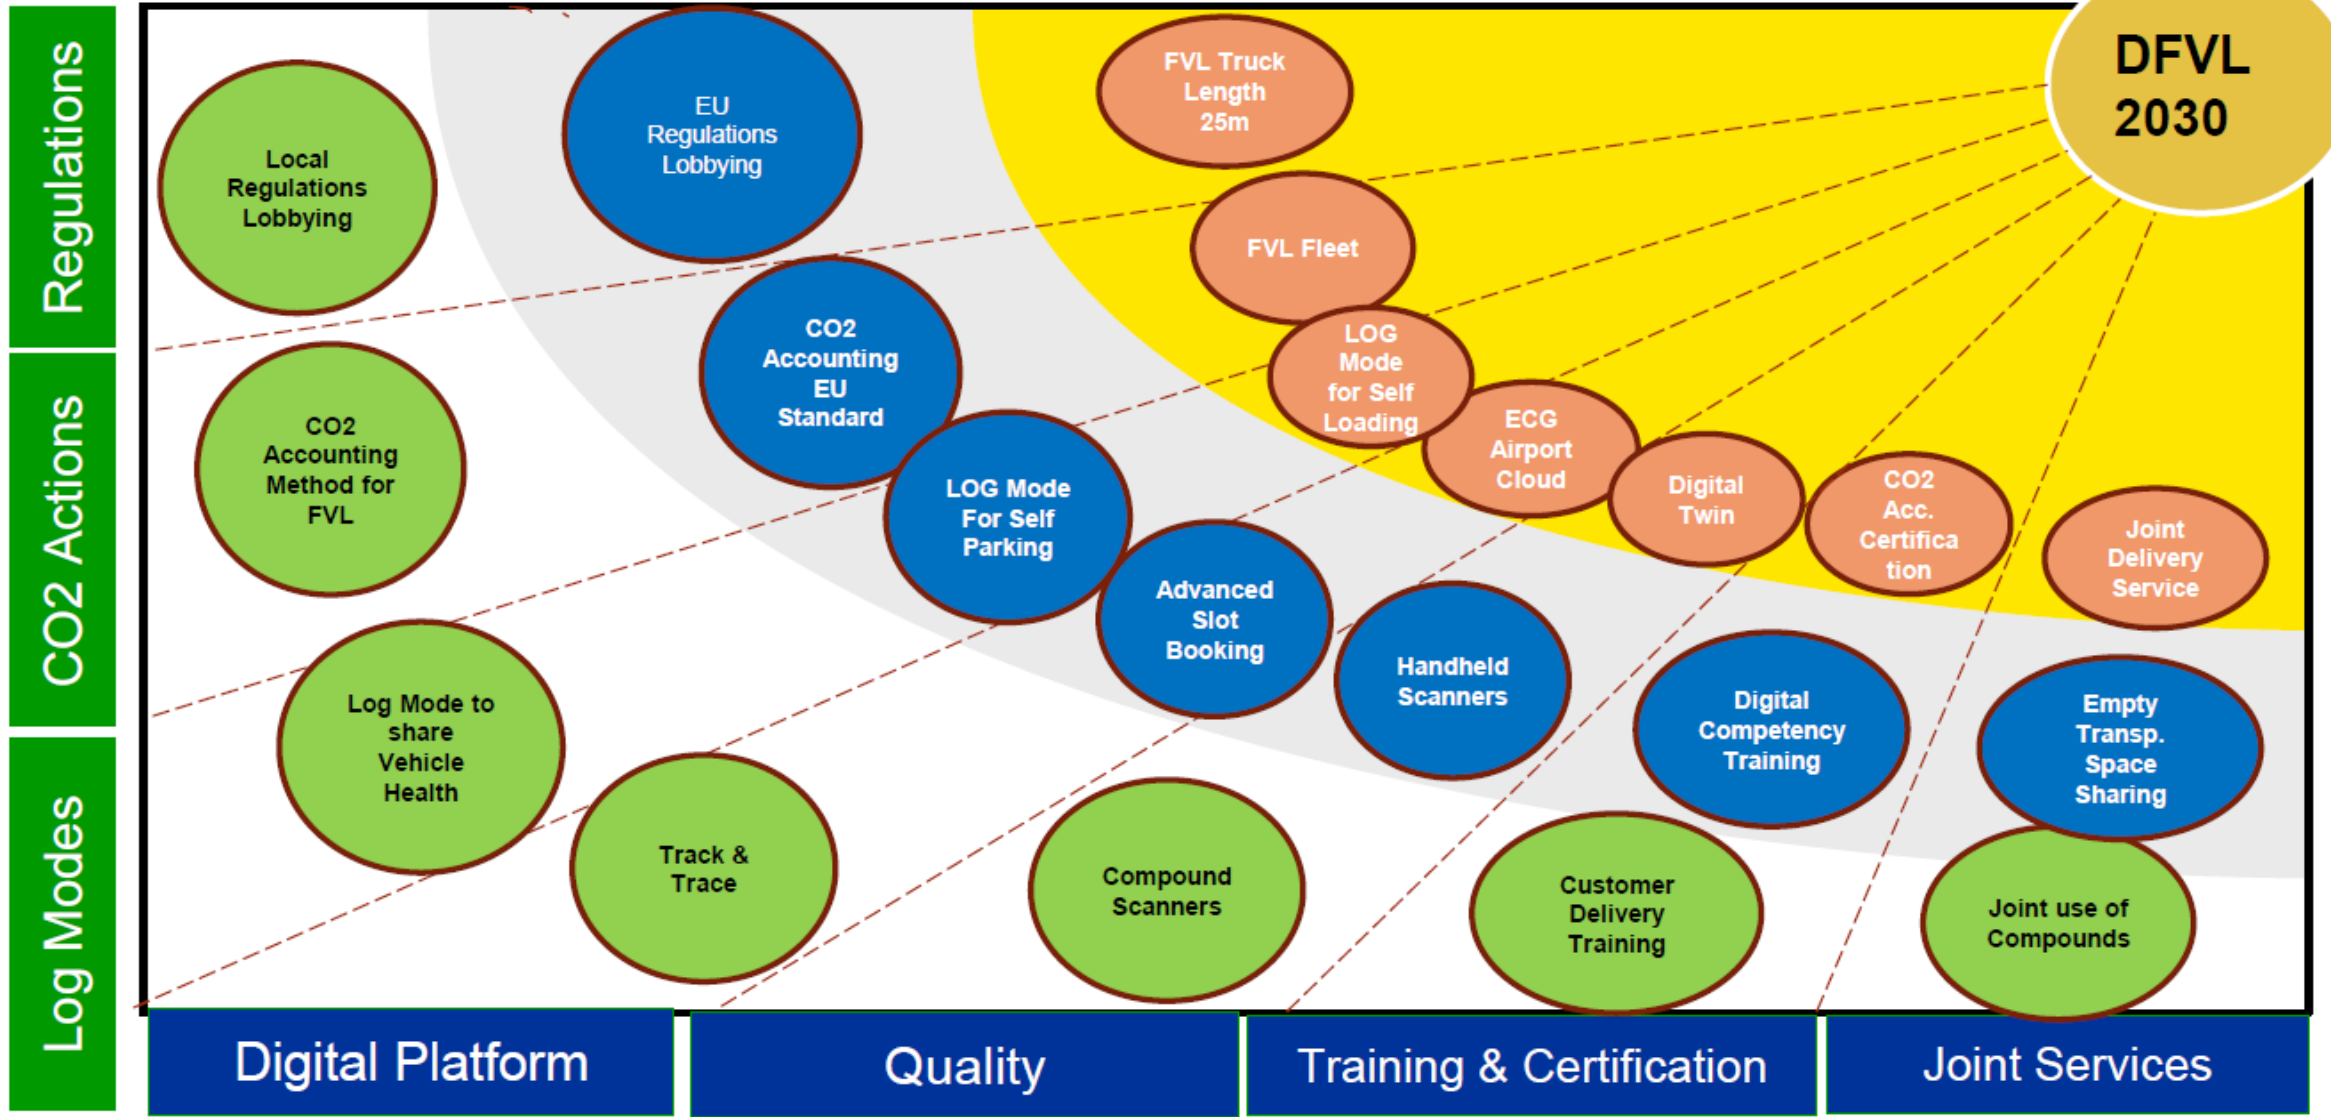 Regulations
CO2 Actions
Log Modes
Local
Regulations
Lobbying
EU
Regulations
Lobbying
FVL Truck
Length
25m
DFVL
2030
CO2
Accounting
Method for
FVL
CO2
Accounting
EU
Standard
FVL Fleet
Log Mode to
share
Vehicle
Health
LOG Mode
For Self
Parking
LOG
Mode
for Self
Loading
Track &
Trace
Advanced
Slot
Booking
ECG
Airport
Cloud
Compound
Scanners
Handheld
Scanners
Digital
Twin
Customer
Delivery
Training
Digital
Competency
Training
CO2
Acc.
Certifica
tion
Joint use of
Compounds
Empty
Transp.
Space
Sharing
Joint
Delivery
Service
Digital Platform
Quality
Training & Certification
Joint Services